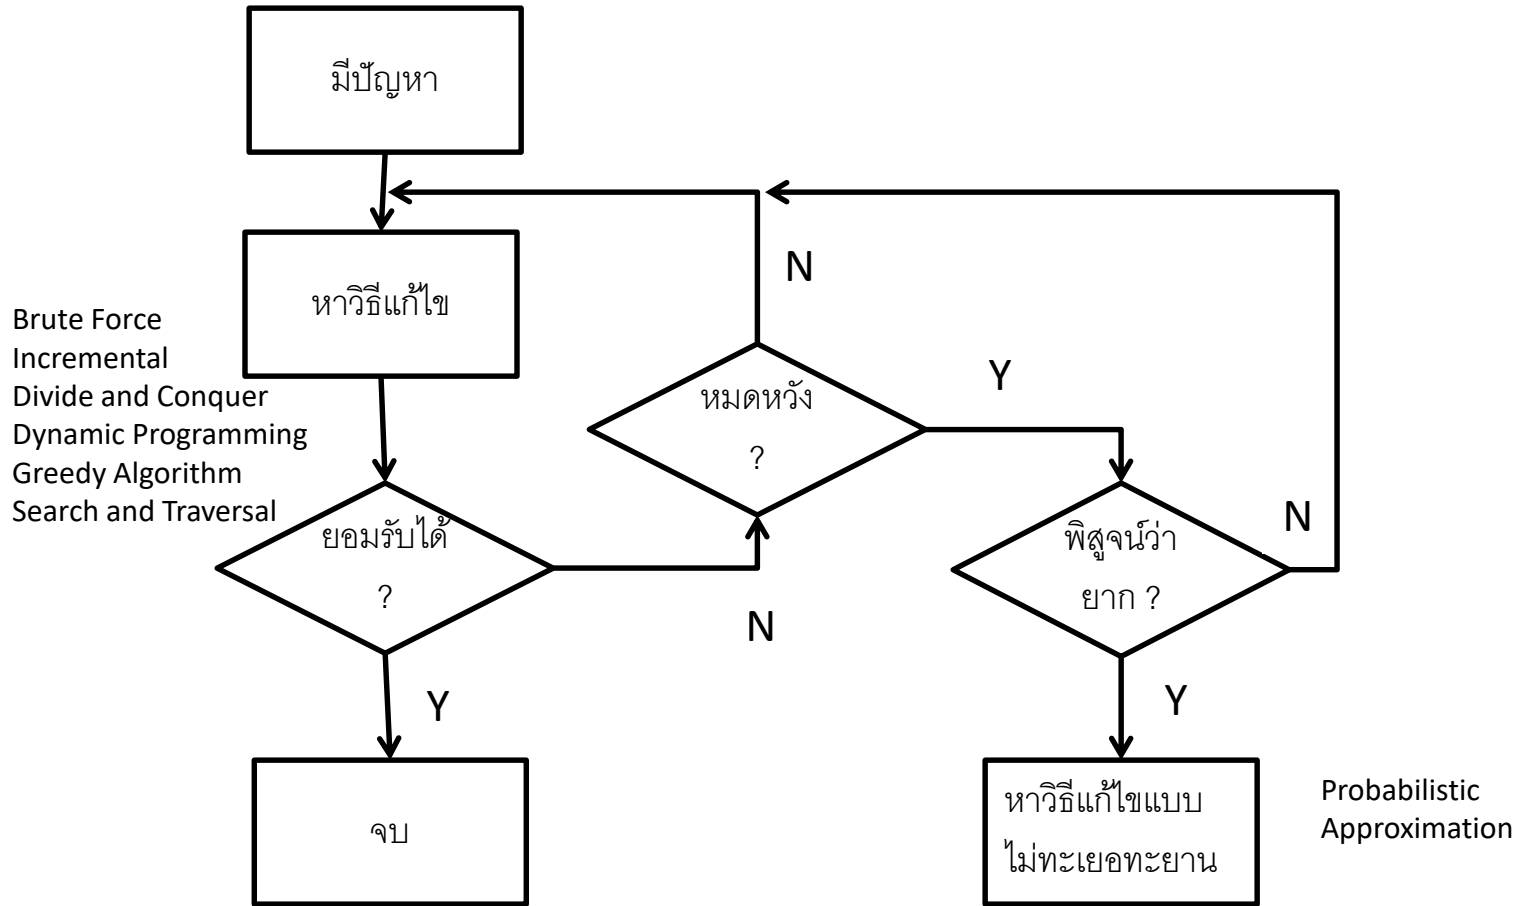 มีปัญหา
หาวิธีแก้ไข
Brute Force
Incremental
Divide and Conquer
Dynamic Programming
Greedy Algorithm
Search and Traversal
ยอมรับได้
?
Y
จบ
N
หมดหวัง
?
N
Y
พิสูจน์ว่า
ยาก ?
N
Y
หาวิธีแก้ไขแบบ
ไม่ทะเยอทะยาน
Probabilistic
Approximation